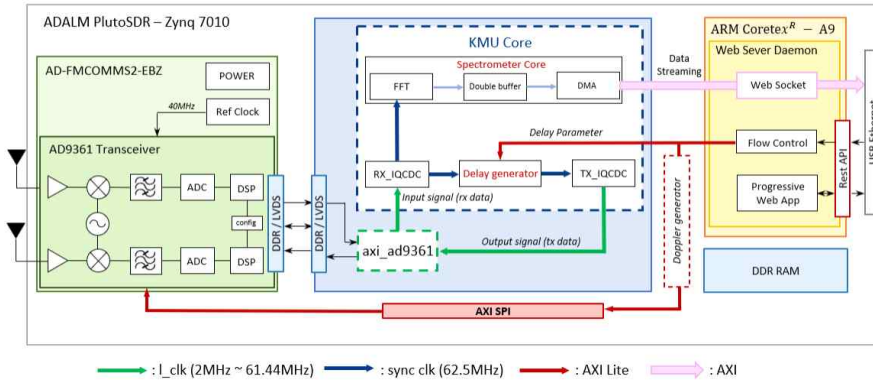 ADALM PlutoSDR – Zynq 7010
AD-FMCOMMS2-EBZ
POWER
Ref Clock
40MHz
AD9361 Transceiver
ADC
DSP
config
ADC
DSP
DDR / LVDS
DDR / LVDS
KMU Core
Spectrometer Core
FFT
Double buffer
DMA
Delay Parameter
RX_IQCDC
Delay generator
TX_IQCDC
Input signal (rx data)
Output signal (tx data)
axi_ad9361
AXI SPI
Doppler generator
Data
Streaming
ARM Coretex^R – A9
Web Sever Daemon
Web Socket
Flow Control
Progressive
Web App
Rest API
USB Ethernet
DDR RAM
: l_clk (2MHz ~ 61.44MHz)
: sync clk (62.5MHz)
: AXI Lite
: AXI